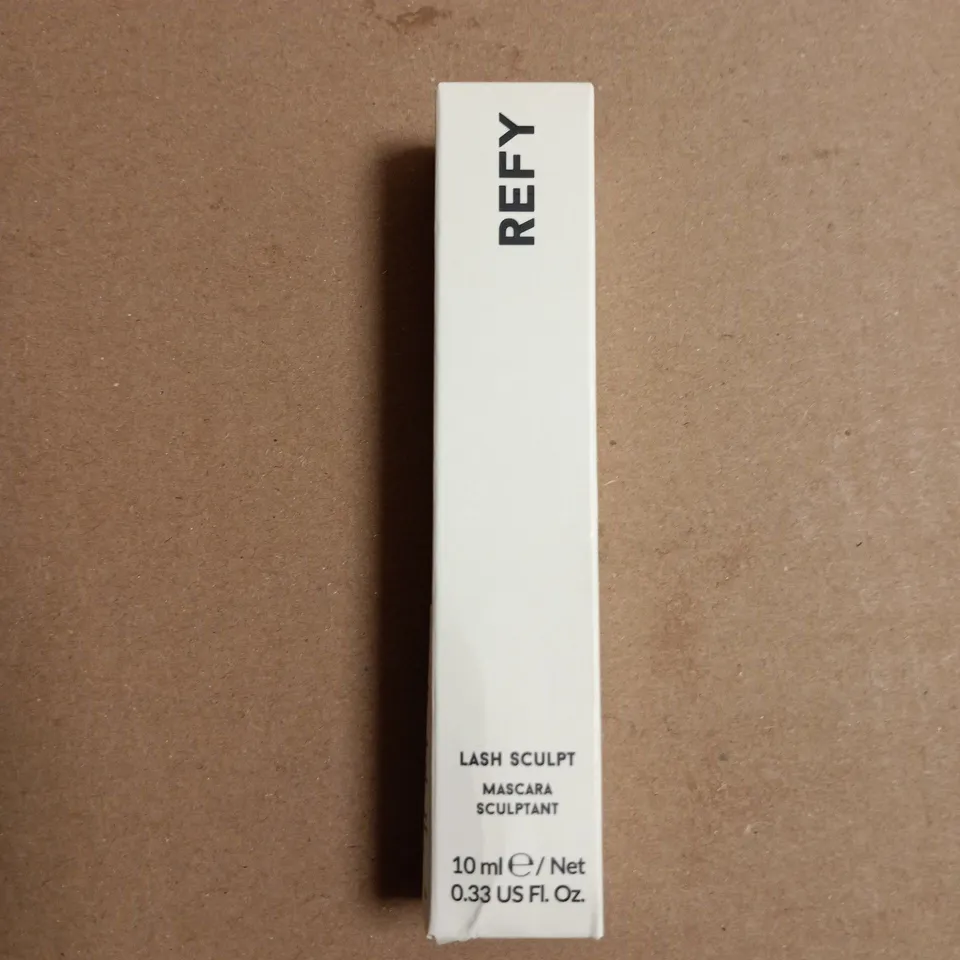 REFY
LASH SCULPT
MASCARA
SCULPTANT
10 ml ℮/ Net
0.33 US Fl. Oz.